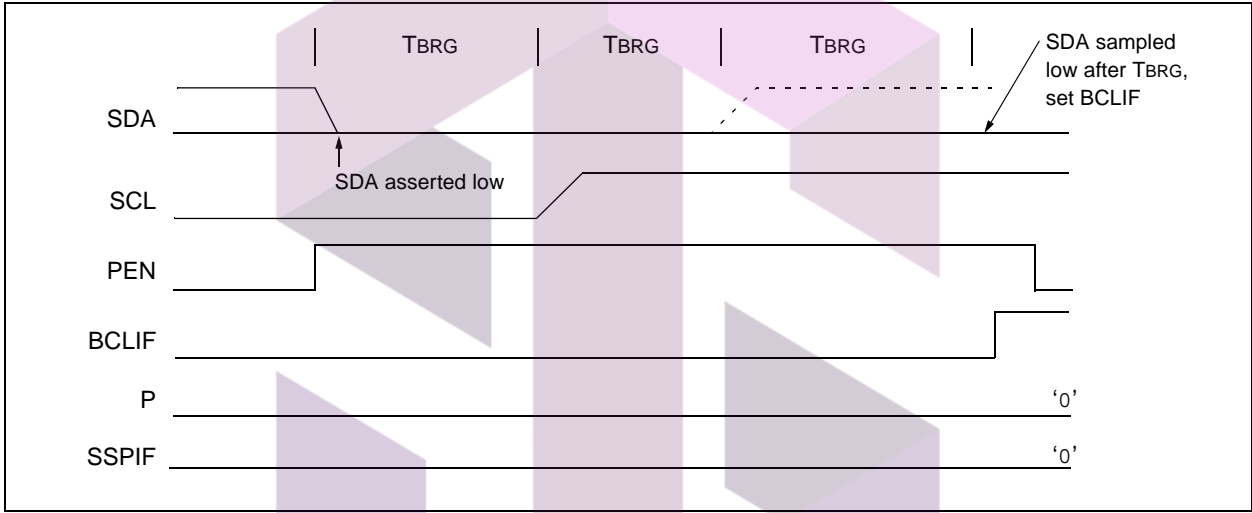 TBRG TBRG TBRG
SDA sampled
low after TBRG,
set BCLIF
SDA
SDA asserted low
SCL
PEN
BCLIF
P ‘0’
SSPIF ‘0’